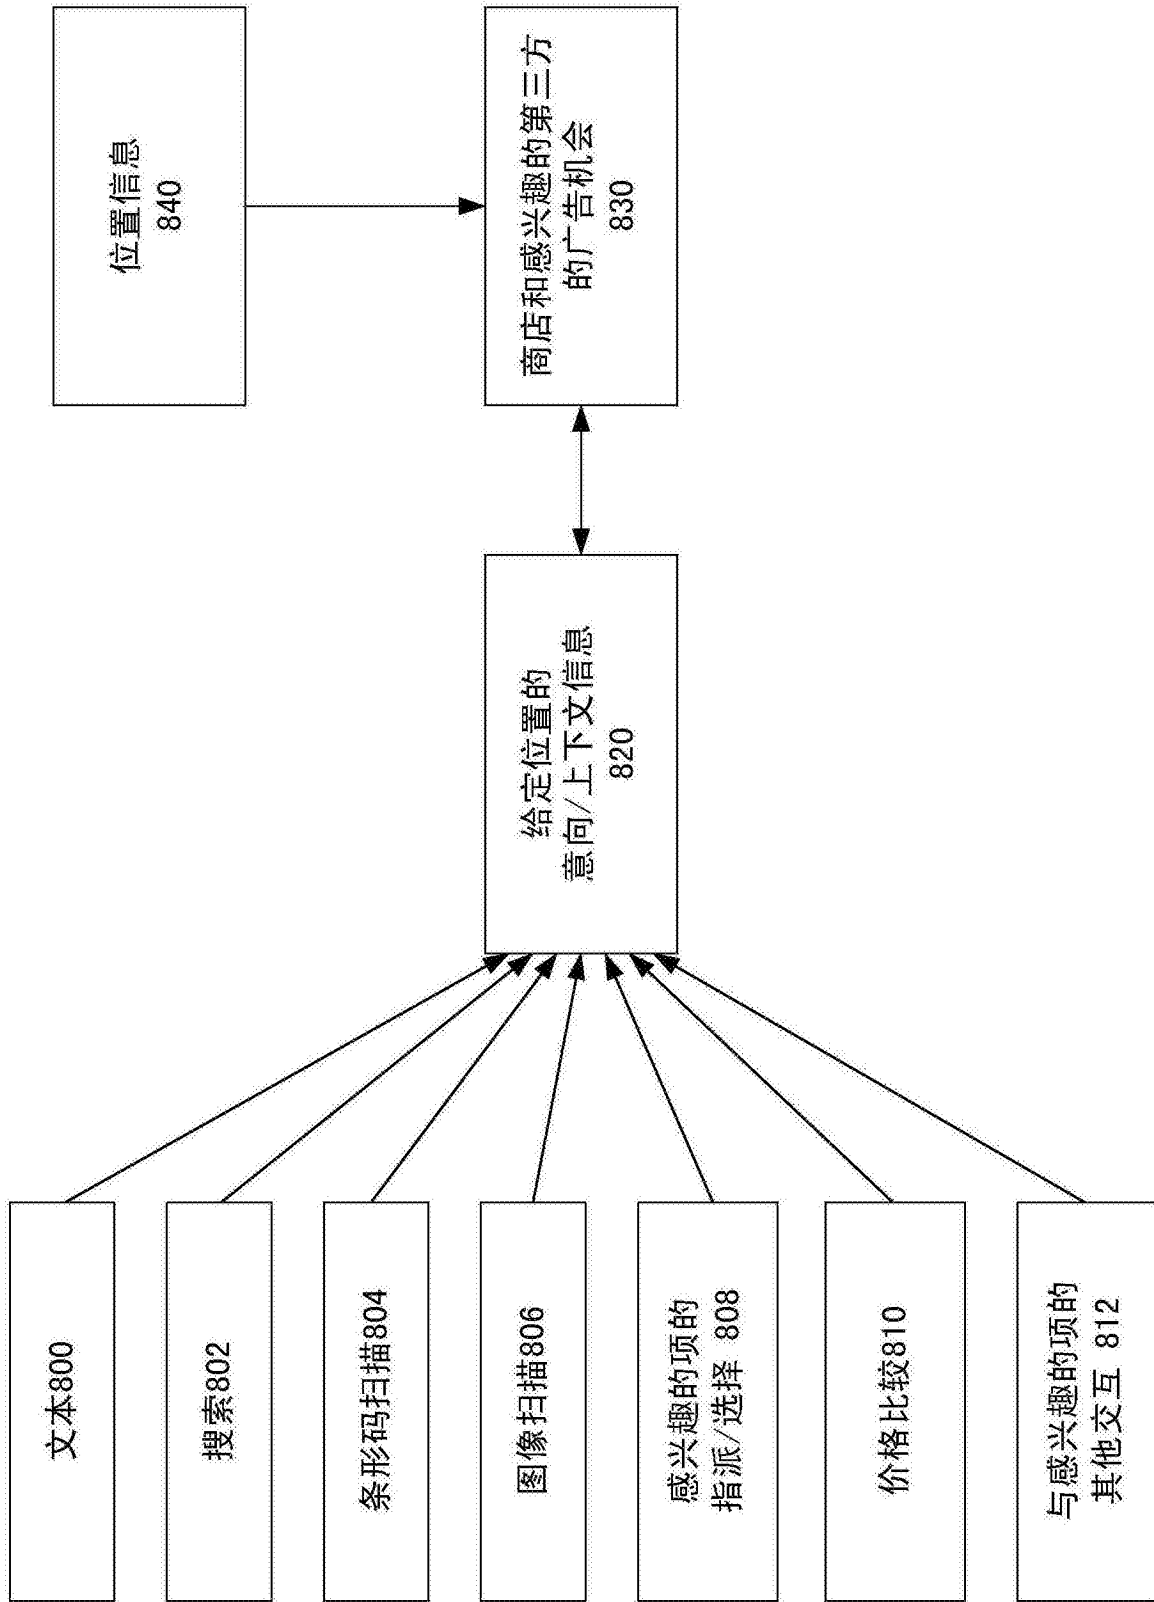 文本800
搜索802
条形码扫描804
图像扫描806
感兴趣的项的
指派/选择 808
价格比较810
与感兴趣的项的
其他交互 812
给定位置的
意向/上下文信息
820
位置信息
840
商店和感兴趣的第三方
的广告机会
830